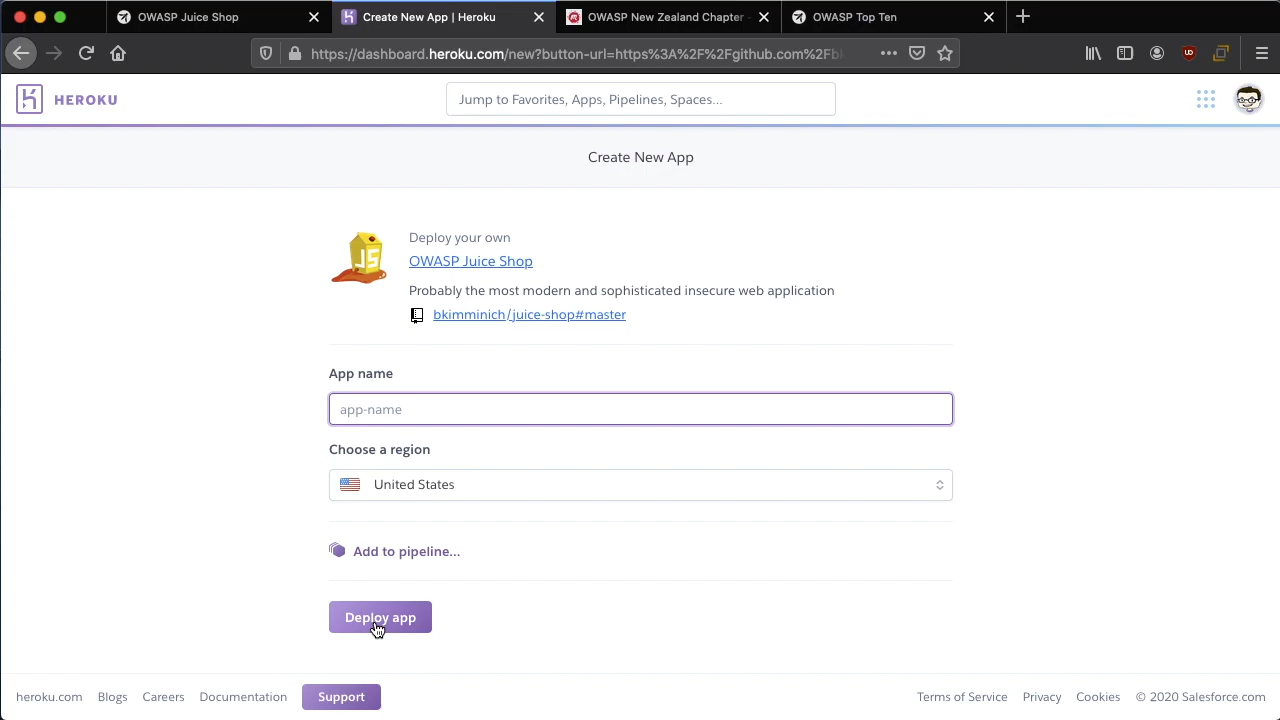 OWASP Juice Shop
Create New App | Heroku
OWASP New Zealand Chapter
OWASP Top Ten
https://dashboard.heroku.com/new?button-url=https%3A%2F%2Fgithub.com%2Fbk
HEROKU
Jump to Favorites, Apps, Pipelines, Spaces...
Create New App
Deploy your own
OWASP Juice Shop
Probably the most modern and sophisticated insecure web application
bkimminich/juice-shop#master
JS
App name
app-name
Choose a region
United States
Add to pipeline...
Deploy app
heroku.com Blogs Careers Documentation Support Terms of Service Privacy Cookies © 2020 Salesforce.com